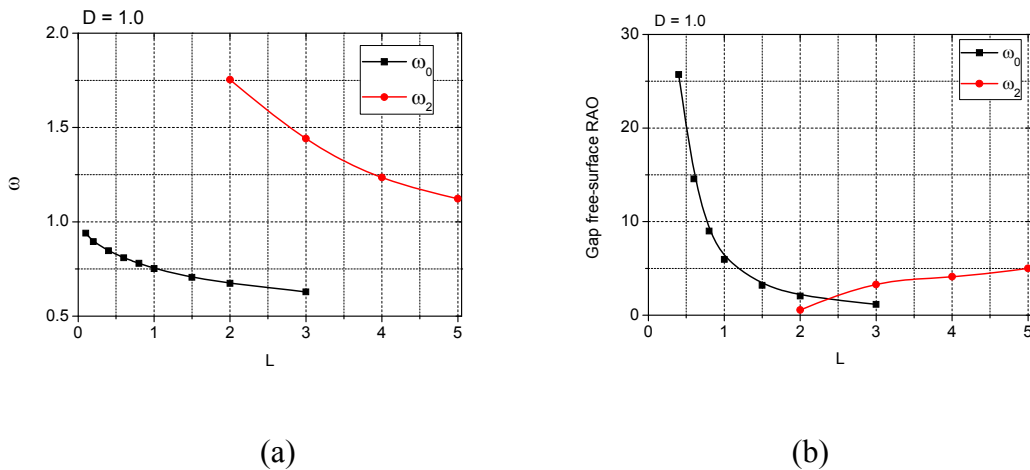 D = 1.0
2.0
1.5
1.0
0.5
ω
ω₀
ω₂
0 1 2 3 4 5
L
(a)
D = 1.0
30
20
10
0
Gap free-surface RAO
ω₀
ω₂
0 1 2 3 4 5
L
(b)